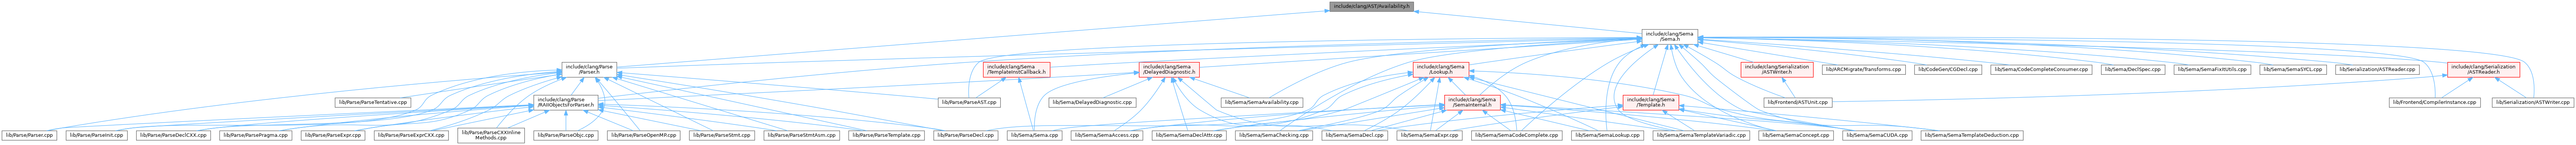 include/clang/AST/Availability.h
include/clang/Sema
/Sema.h
include/clang/Parse
/Parser.h
include/clang/Sema
/TemplateInstCallback.h
include/clang/Sema
/DelayedDiagnostic.h
include/clang/Sema
/Lookup.h
include/clang/Serialization
/ASTWriter.h
lib/ARCMigrate/Transforms.cpp
lib/CodeGen/CGDecl.cpp
lib/Sema/CodeCompleteConsumer.cpp
lib/Sema/DeclSpec.cpp
lib/Sema/SemaFixItUtils.cpp
lib/Sema/SemaSYCL.cpp
lib/Serialization/ASTReader.cpp
include/clang/Serialization
/ASTReader.h
lib/Parse/ParseTentative.cpp
include/clang/Parse
/RAIIObjectsForParser.h
lib/Parse/ParseAST.cpp
lib/Sema/DelayedDiagnostic.cpp
lib/Sema/SemaAvailability.cpp
include/clang/Sema
/SemaInternal.h
include/clang/Sema
/Template.h
lib/Frontend/ASTUnit.cpp
lib/Frontend/CompilerInstance.cpp
lib/Serialization/ASTWriter.cpp
lib/Parse/Parser.cpp
lib/Parse/ParseInit.cpp
lib/Parse/ParseDeclCXX.cpp
lib/Parse/ParsePragma.cpp
lib/Parse/ParseExpr.cpp
lib/Parse/ParseExprCXX.cpp
lib/Parse/ParseCXXInline
Methods.cpp
lib/Parse/ParseObjc.cpp
lib/Parse/ParseOpenMP.cpp
lib/Parse/ParseStmt.cpp
lib/Parse/ParseStmtAsm.cpp
lib/Parse/ParseTemplate.cpp
lib/Parse/ParseDecl.cpp
lib/Sema/Sema.cpp
lib/Sema/SemaAccess.cpp
lib/Sema/SemaDeclAttr.cpp
lib/Sema/SemaChecking.cpp
lib/Sema/SemaDecl.cpp
lib/Sema/SemaExpr.cpp
lib/Sema/SemaCodeComplete.cpp
lib/Sema/SemaLookup.cpp
lib/Sema/SemaTemplateVariadic.cpp
lib/Sema/SemaConcept.cpp
lib/Sema/SemaCUDA.cpp
lib/Sema/SemaTemplateDeduction.cpp